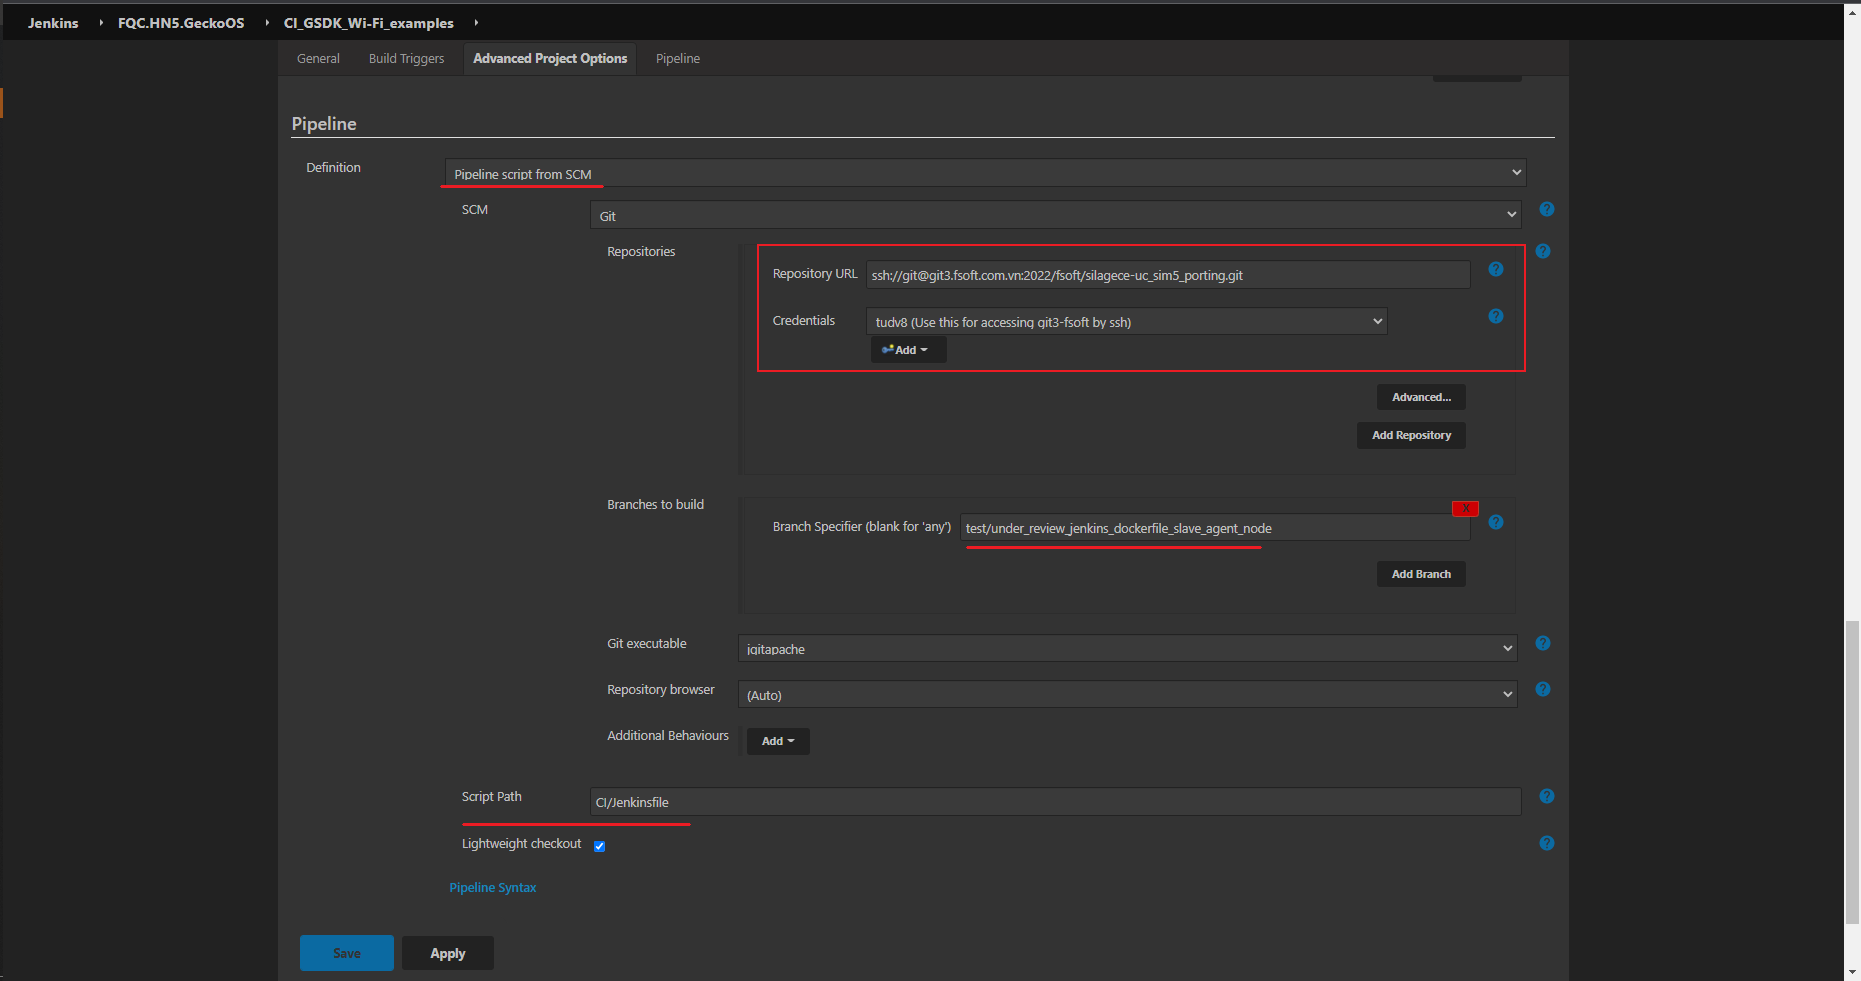 Jenkins FQC.HN5.GeckoOS CI_GSDK_Wi-Fi_examples
General Build Triggers Advanced Project Options Pipeline
Pipeline
Definition
Pipeline script from SCM
SCM
Git
?
Repositories
?
Repository URL
ssh://git@git3.fsoft.com.vn:2022/fsoft/silagece-uc_sim5_porting.git
?
Credentials
tudv8 (Use this for accessing git3-fsoft by ssh)
?
Add
Advanced...
Add Repository
Branches to build
X
Branch Specifier (blank for 'any')
test/under_review_jenkins_dockerfile_slave_agent_node
?
Add Branch
Git executable
jgitapache
?
Repository browser
(Auto)
?
Additional Behaviours
Add
Script Path
CI/Jenkinsfile
?
Lightweight checkout
?
Pipeline Syntax
Save Apply